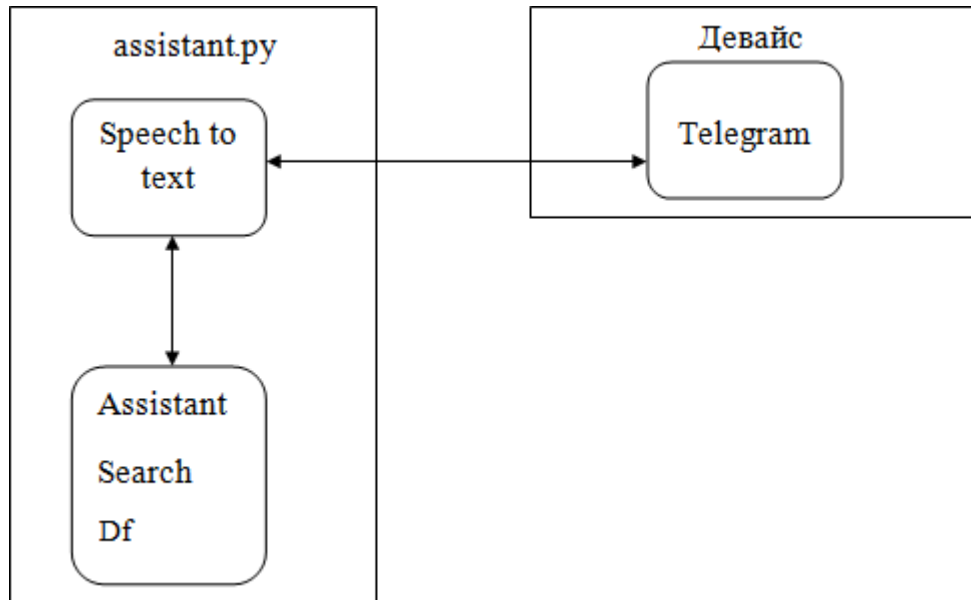 assistant.py
Speech to
text
Assistant
Search
Df
Девайс
Telegram